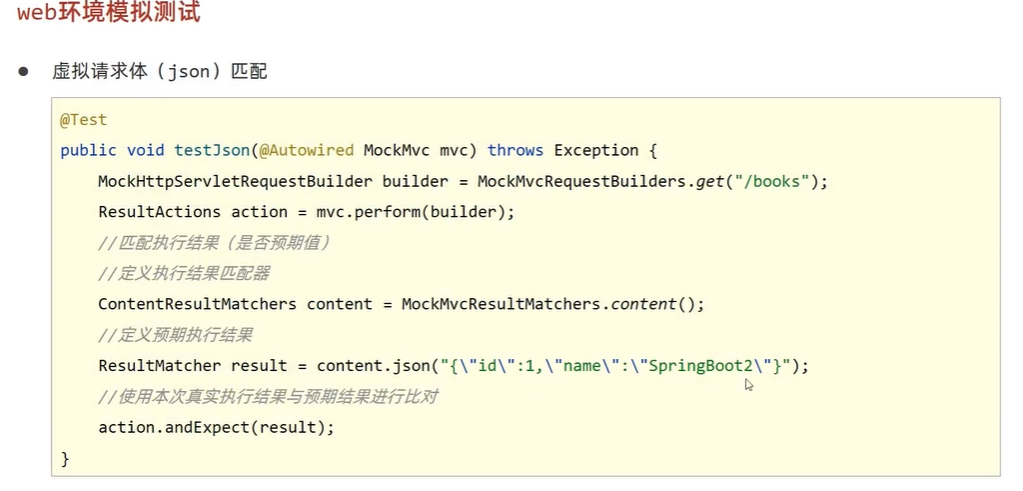 web环境模拟测试
● 虚拟请求体（json）匹配
@Test
public void testJson(@Autowired MockMvc mvc) throws Exception {
    MockHttpServletRequestBuilder builder = MockMvcRequestBuilders.get("/books");
    ResultActions action = mvc.perform(builder);
    //匹配执行结果（是否预期值）
    //定义执行结果匹配器
    ContentResultMatchers content = MockMvcResultMatchers.content();
    //定义预期执行结果
    ResultMatcher result = content.json("{\"id\":1,\"name\":\"SpringBoot2\"}");
    //使用本次真实执行结果与预期结果进行比对
    action.andExpect(result);
}